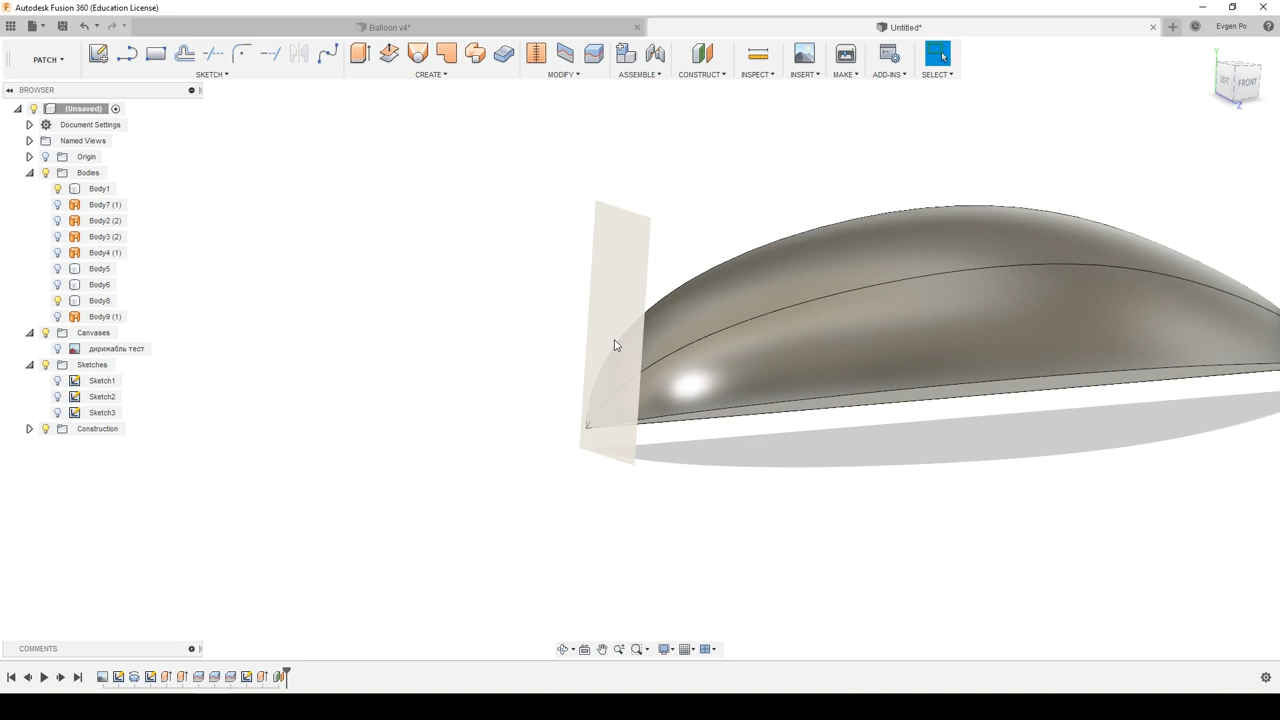 Autodesk Fusion 360 (Education License)
Balloon v4*
Untitled*
Evgen Po
PATCH
SKETCH
CREATE
MODIFY
ASSEMBLE
CONSTRUCT
INSPECT
INSERT
MAKE
ADD-INS
SELECT
BROWSER
(Unsaved)
Document Settings
Named Views
Origin
Bodies
Body1
Body7 (1)
Body2 (2)
Body3 (2)
Body4 (1)
Body5
Body6
Body8
Body9 (1)
Canvases
дирижабль тест
Sketches
Sketch1
Sketch2
Sketch3
Construction
Y
LEFT
FRONT
Z
COMMENTS